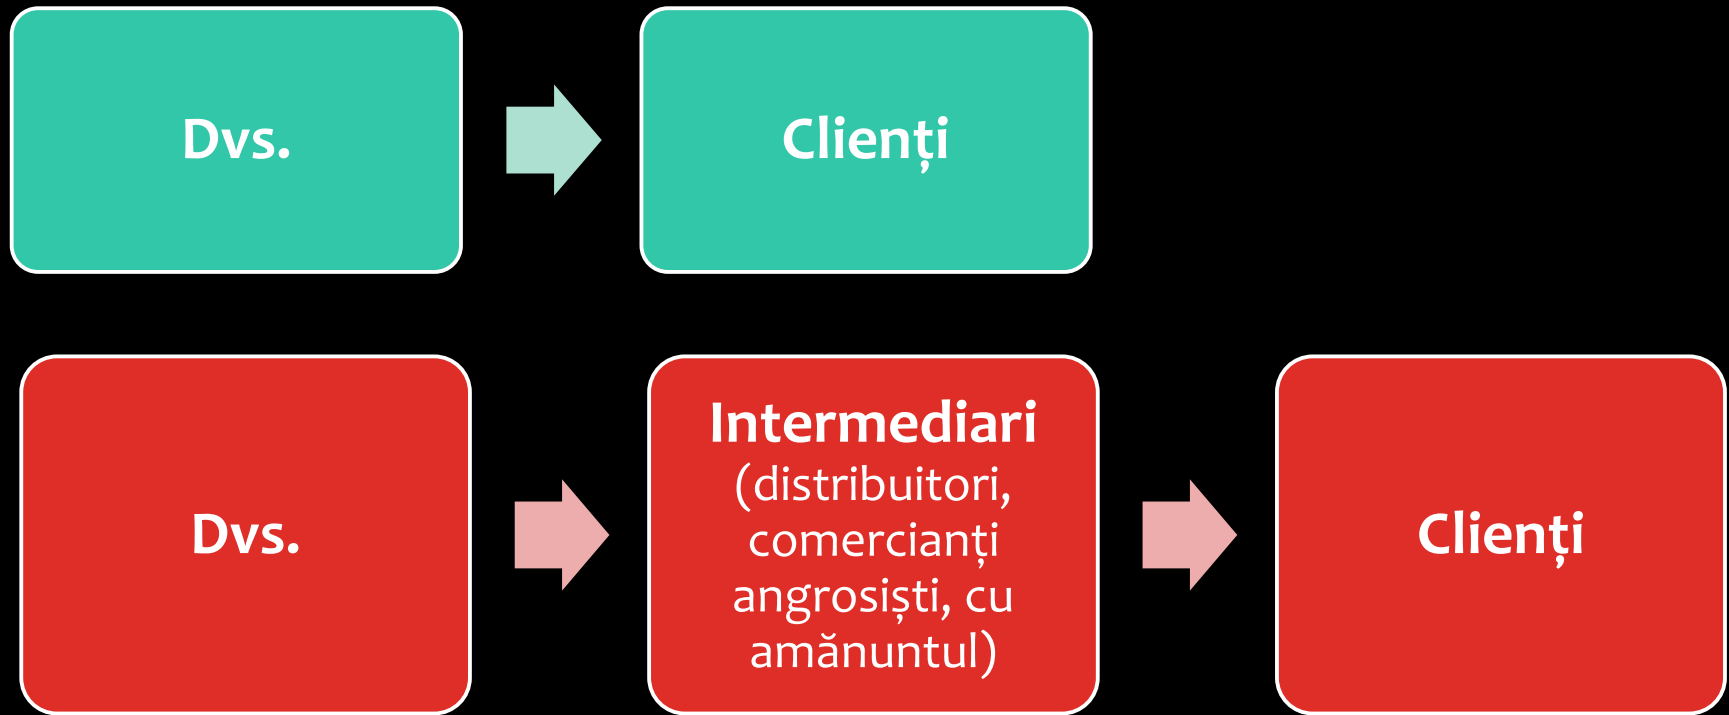 Dvs.
Clienți
Dvs.
Intermediari
(distribuitori,
comercianți
angrosiști, cu
amănuntul)
Clienți